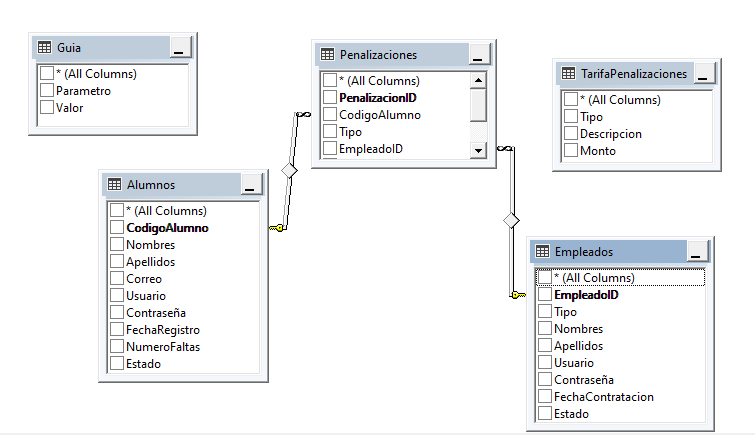 Guia
* (All Columns)
Parametro
Valor
Penalizaciones
* (All Columns)
PenalizacionID
CodigoAlumno
Tipo
EmpleadoID
TarifaPenalizaciones
* (All Columns)
Tipo
Descripcion
Monto
Alumnos
* (All Columns)
CodigoAlumno
Nombres
Apellidos
Correo
Usuario
Contraseña
FechaRegistro
NumeroFaltas
Estado
Empleados
* (All Columns)
EmpleadoID
Tipo
Nombres
Apellidos
Usuario
Contraseña
FechaContratacion
Estado